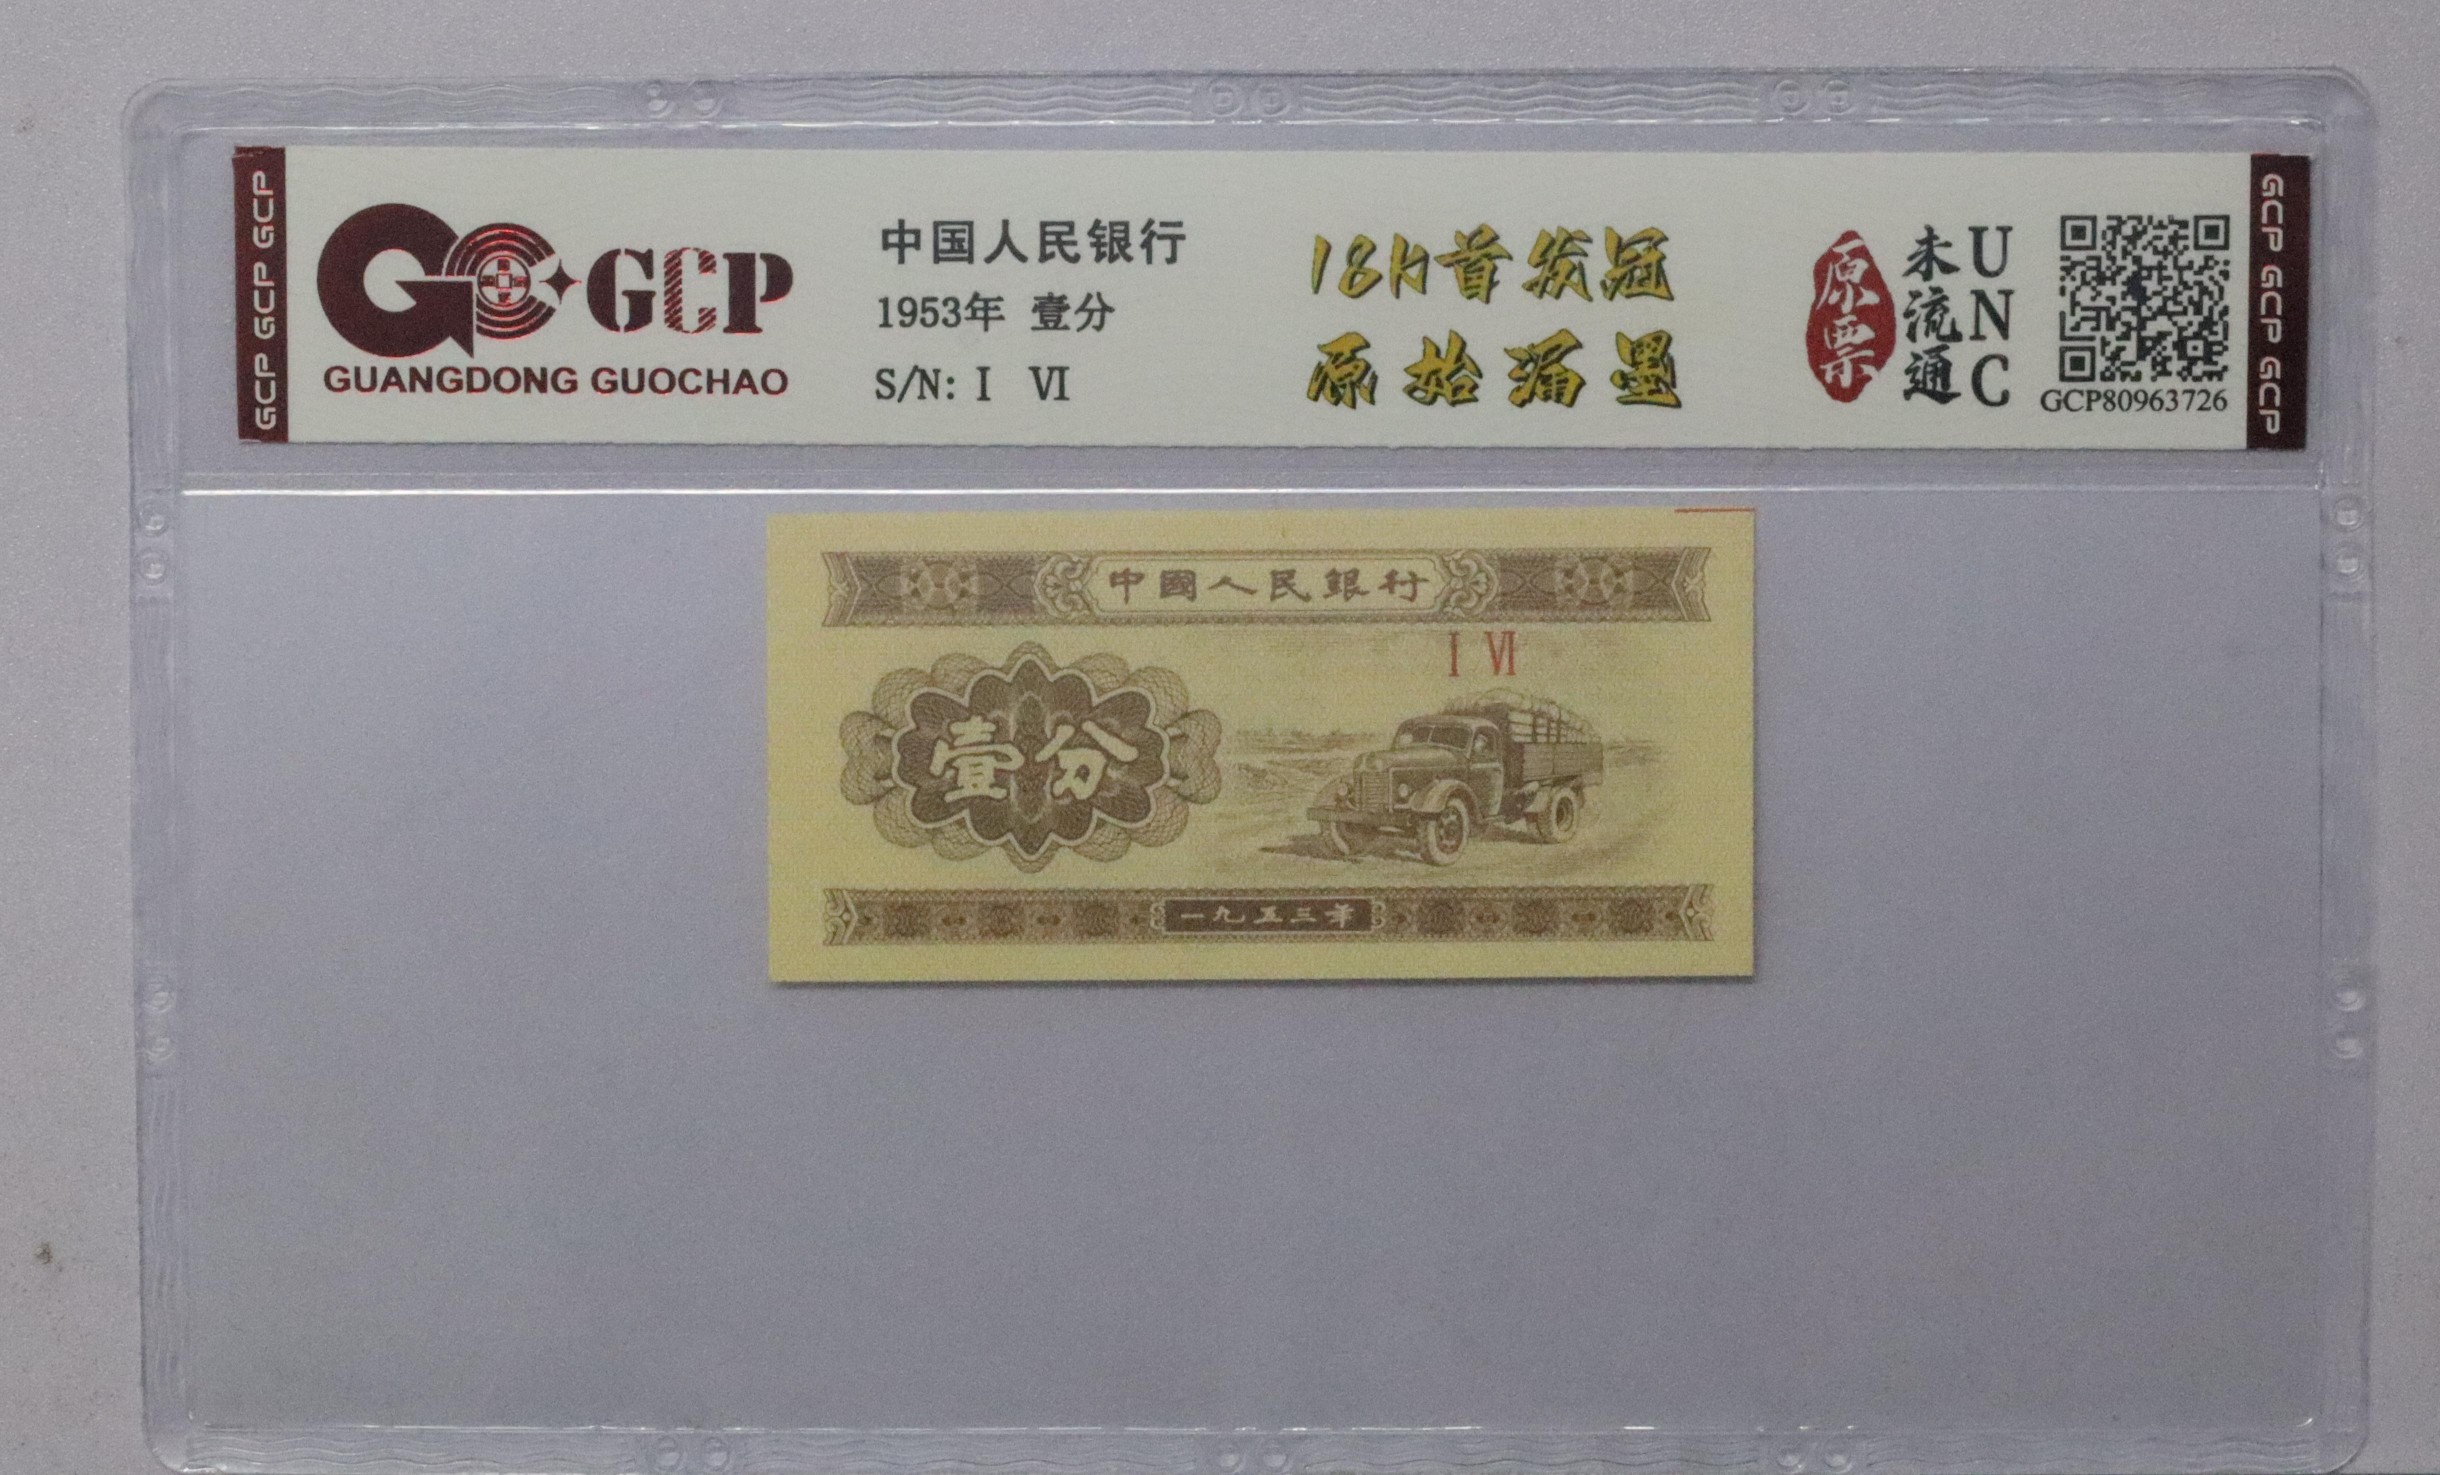 GCP GCP GCP
GCP
GUANGDONG GUOCHAO
中国人民银行
1953年 壹分
S/N: I VI
18K首发冠
原始漏墨
原票
未流通
UNC
GCP80963726
GCP GCP GCP
中國人民銀行
I VI
壹分
一九五三年